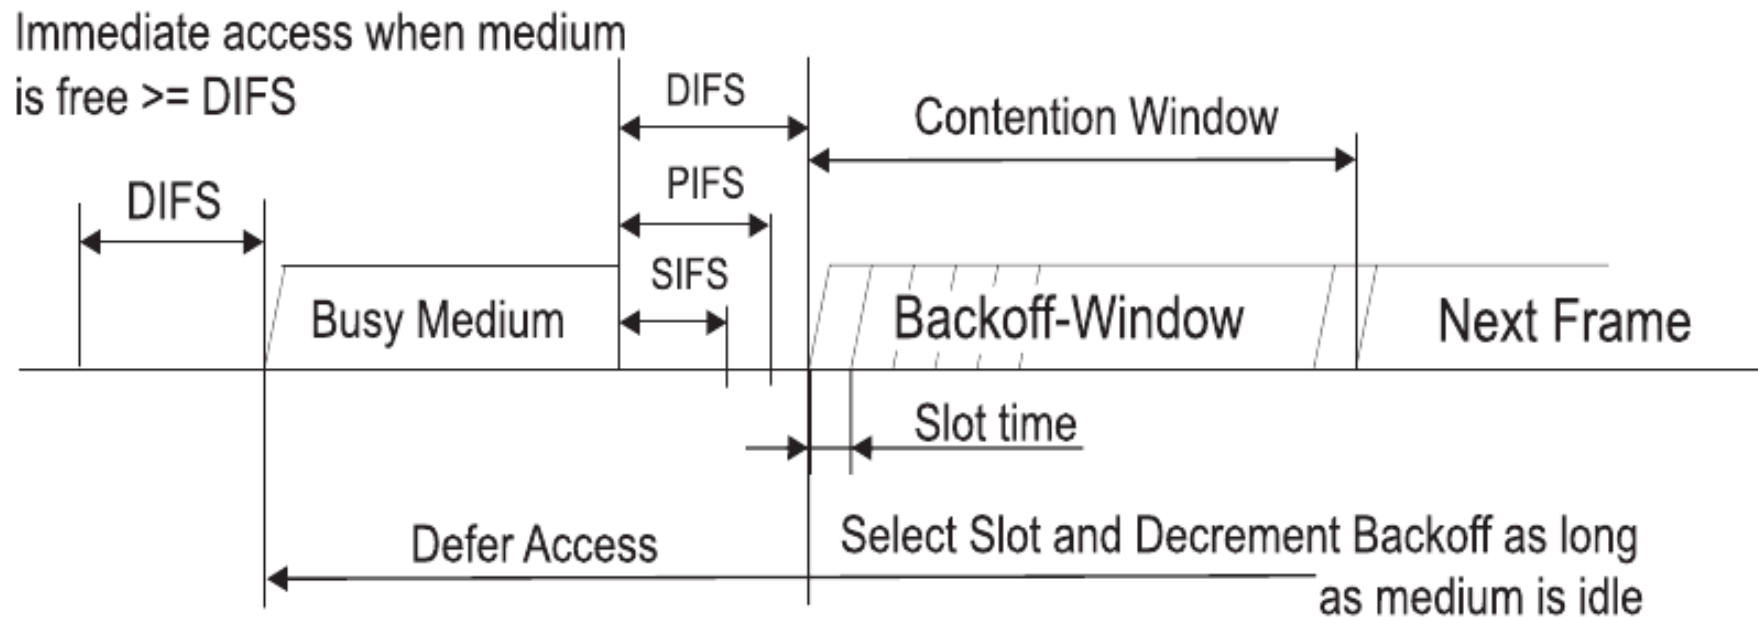 Immediate access when medium
is free >= DIFS
DIFS
DIFS
PIFS
SIFS
Contention Window
Busy Medium
Backoff-Window
Next Frame
Slot time
Defer Access
Select Slot and Decrement Backoff as long
as medium is idle